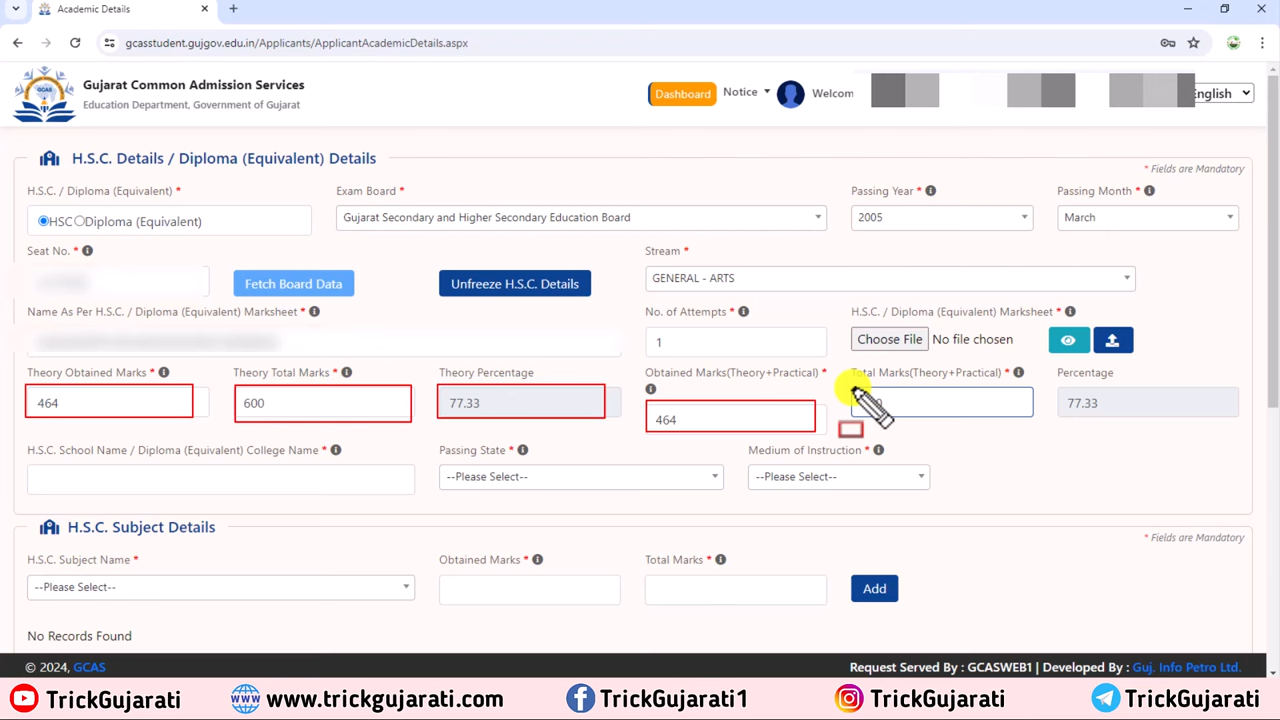 Academic Details
gcasstudent.gujgov.edu.in/Applicants/ApplicantAcademicDetails.aspx
Gujarat Common Admission Services
Education Department, Government of Gujarat
Dashboard
Notice
Welcom
English
H.S.C. Details / Diploma (Equivalent) Details
* Fields are Mandatory
H.S.C. / Diploma (Equivalent) *
Exam Board *
Passing Year *
Passing Month *
HSC Diploma (Equivalent)
Gujarat Secondary and Higher Secondary Education Board
2005
March
Seat No. *
Stream *
Fetch Board Data
Unfreeze H.S.C. Details
GENERAL - ARTS
Name As Per H.S.C. / Diploma (Equivalent) Marksheet *
No. of Attempts *
H.S.C. / Diploma (Equivalent) Marksheet *
1
Choose File No file chosen
Theory Obtained Marks *
Theory Total Marks *
Theory Percentage
Obtained Marks(Theory+Practical) *
Total Marks(Theory+Practical) *
Percentage
464
600
77.33
464
77.33
H.S.C. School Name / Diploma (Equivalent) College Name *
Passing State *
Medium of Instruction *
--Please Select--
--Please Select--
H.S.C. Subject Details
* Fields are Mandatory
H.S.C. Subject Name *
Obtained Marks *
Total Marks *
--Please Select--
Add
No Records Found
© 2024, GCAS
Request Served By : GCASWEB1 | Developed By : Guj. Info Petro Ltd.
TrickGujarati
www.trickgujarati.com
TrickGujarati1
TrickGujarati
TrickGujarati